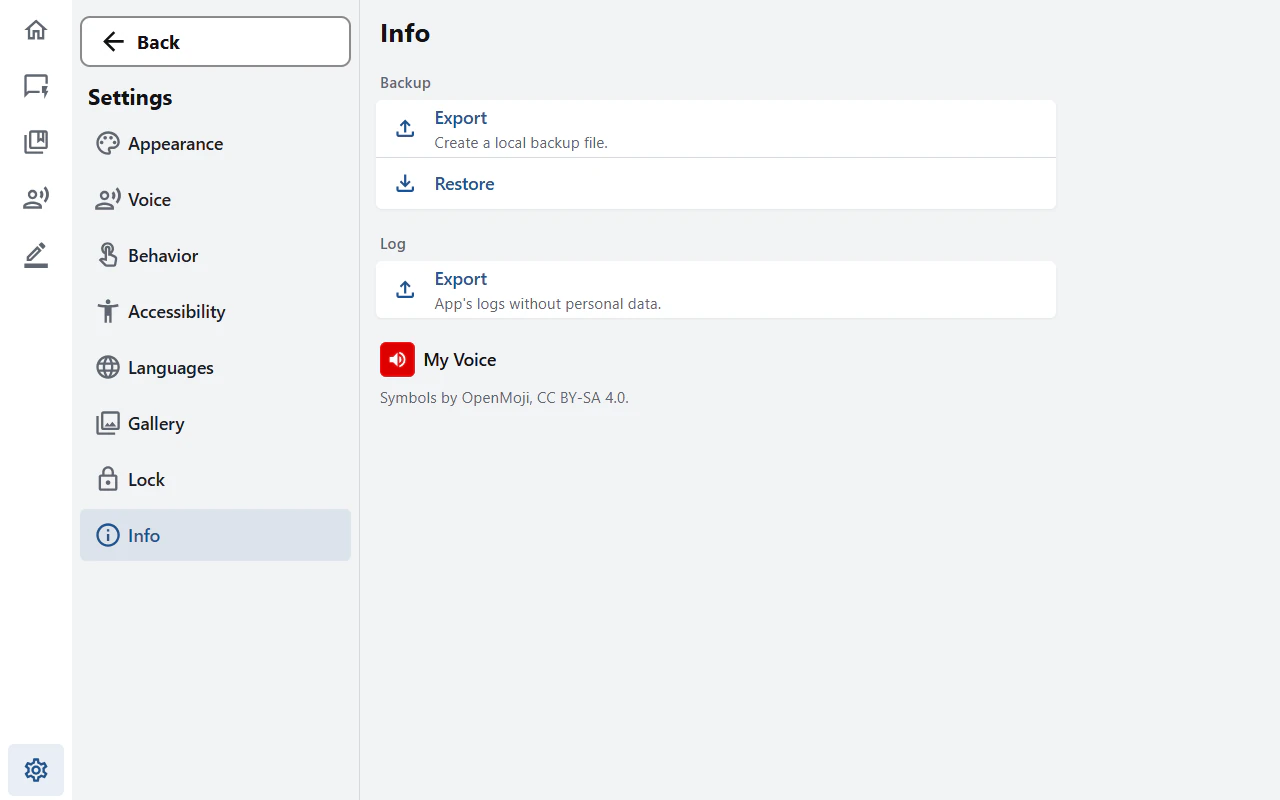 Back
Settings
Appearance
Voice
Behavior
Accessibility
Languages
Gallery
Lock
Info
Info
Backup
Export
Create a local backup file.
Restore
Log
Export
App's logs without personal data.
My Voice
Symbols by OpenMoji, CC BY-SA 4.0.